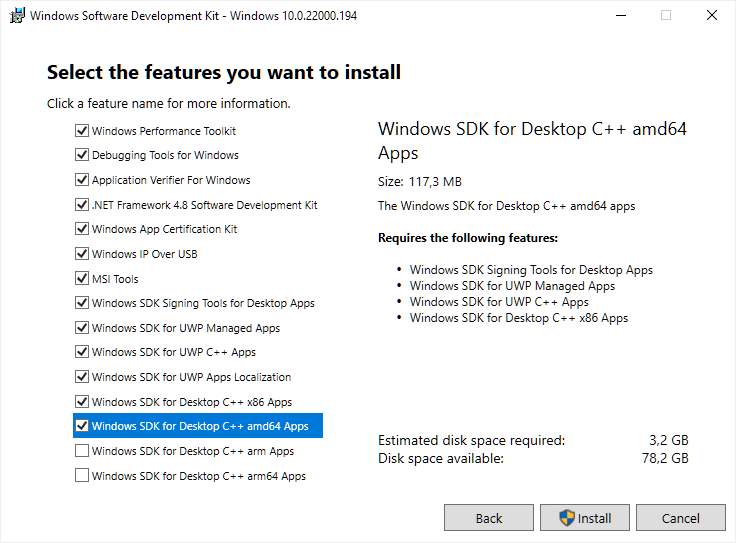 Windows Software Development Kit - Windows 10.0.22000.194
Select the features you want to install
Click a feature name for more information.
Windows Performance Toolkit
Debugging Tools for Windows
Application Verifier For Windows
.NET Framework 4.8 Software Development Kit
Windows App Certification Kit
Windows IP Over USB
MSI Tools
Windows SDK Signing Tools for Desktop Apps
Windows SDK for UWP Managed Apps
Windows SDK for UWP C++ Apps
Windows SDK for UWP Apps Localization
Windows SDK for Desktop C++ x86 Apps
Windows SDK for Desktop C++ amd64 Apps
Windows SDK for Desktop C++ arm Apps
Windows SDK for Desktop C++ arm64 Apps
Windows SDK for Desktop C++ amd64
Apps
Size: 117,3 MB
The Windows SDK for Desktop C++ amd64 apps
Requires the following features:
• Windows SDK Signing Tools for Desktop Apps
• Windows SDK for UWP Managed Apps
• Windows SDK for UWP C++ Apps
• Windows SDK for Desktop C++ x86 Apps
Estimated disk space required: 3,2 GB
Disk space available: 78,2 GB
Back Install Cancel